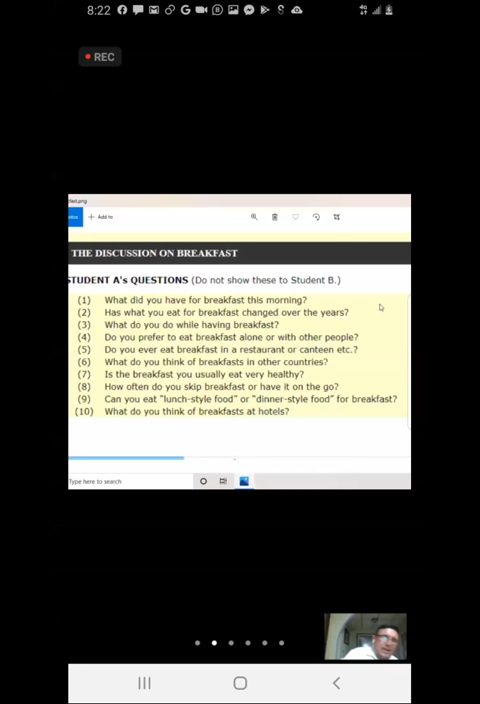 8:22
REC
fast.png
Add to
THE DISCUSSION ON BREAKFAST
STUDENT A's QUESTIONS (Do not show these to Student B.)
(1) What did you have for breakfast this morning?
(2) Has what you eat for breakfast changed over the years?
(3) What do you do while having breakfast?
(4) Do you prefer to eat breakfast alone or with other people?
(5) Do you ever eat breakfast in a restaurant or canteen etc.?
(6) What do you think of breakfasts in other countries?
(7) Is the breakfast you usually eat very healthy?
(8) How often do you skip breakfast or have it on the go?
(9) Can you eat "lunch-style food" or "dinner-style food" for breakfast?
(10) What do you think of breakfasts at hotels?
Type here to search